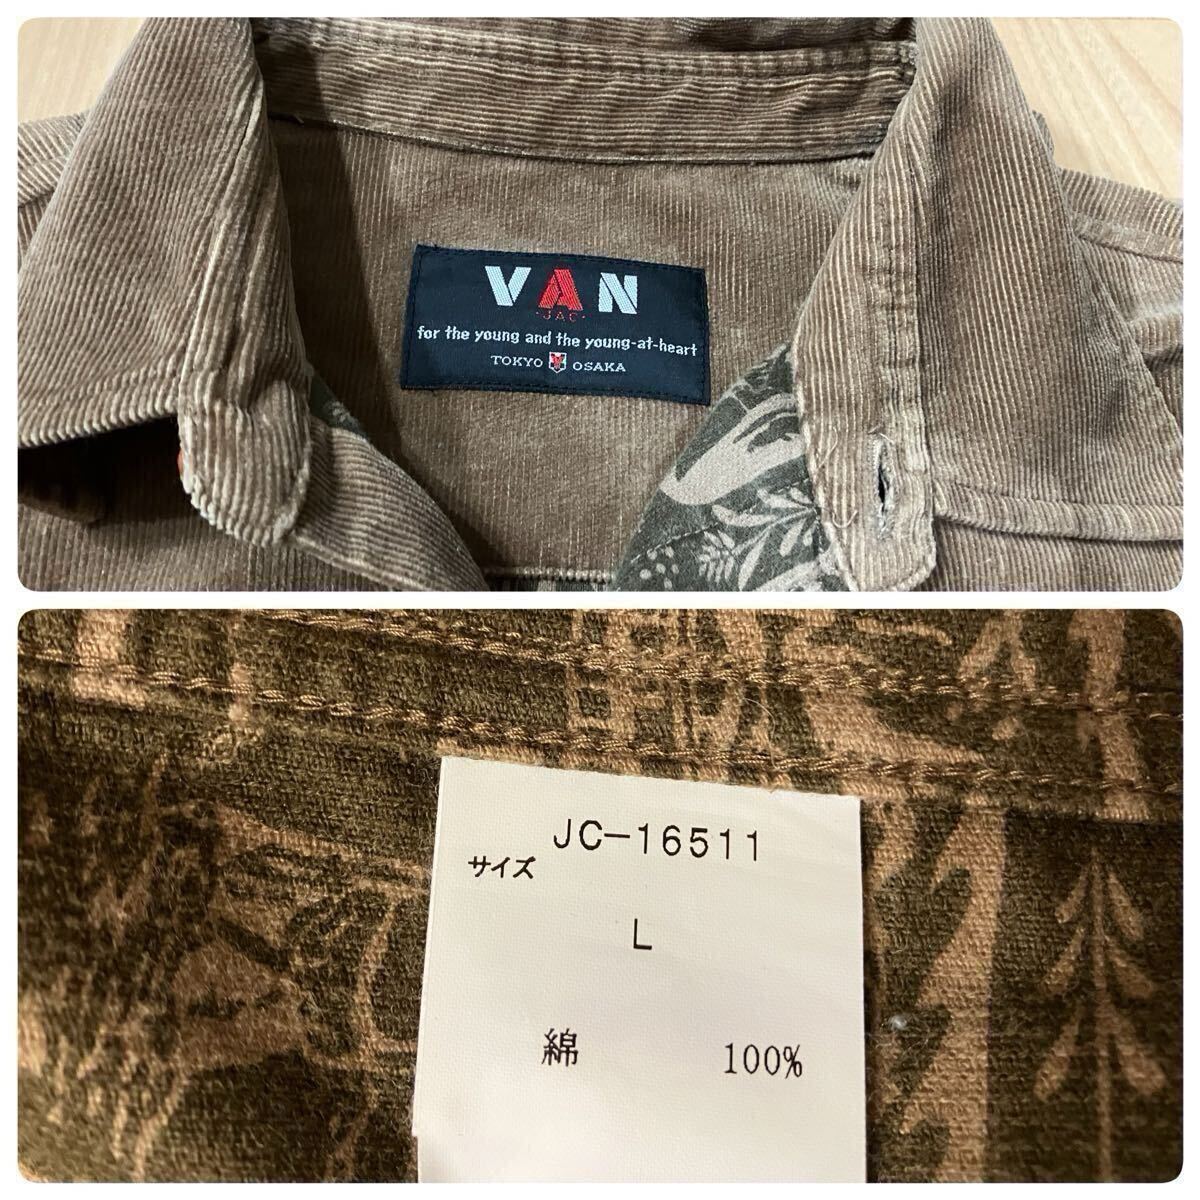 VAN
·JAC·
for the young and the young-at-heart
TOKYO OSAKA
JC-16511
サイズ
L
綿 100%